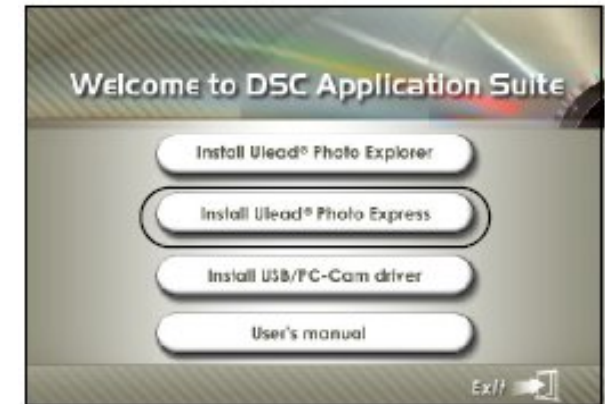 Welcome to DSC Application Suite
Install Ulead® Photo Explorer
Install Ulead® Photo Express
Install USB/PC-Cam driver
User's manual
Exit